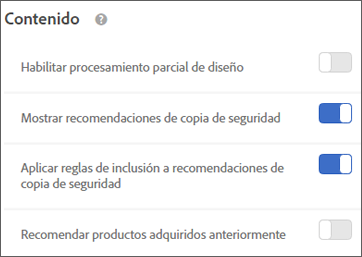 Contenido ?
Habilitar procesamiento parcial de diseño
Mostrar recomendaciones de copia de seguridad
Aplicar reglas de inclusión a recomendaciones de
copia de seguridad
Recomendar productos adquiridos anteriormente